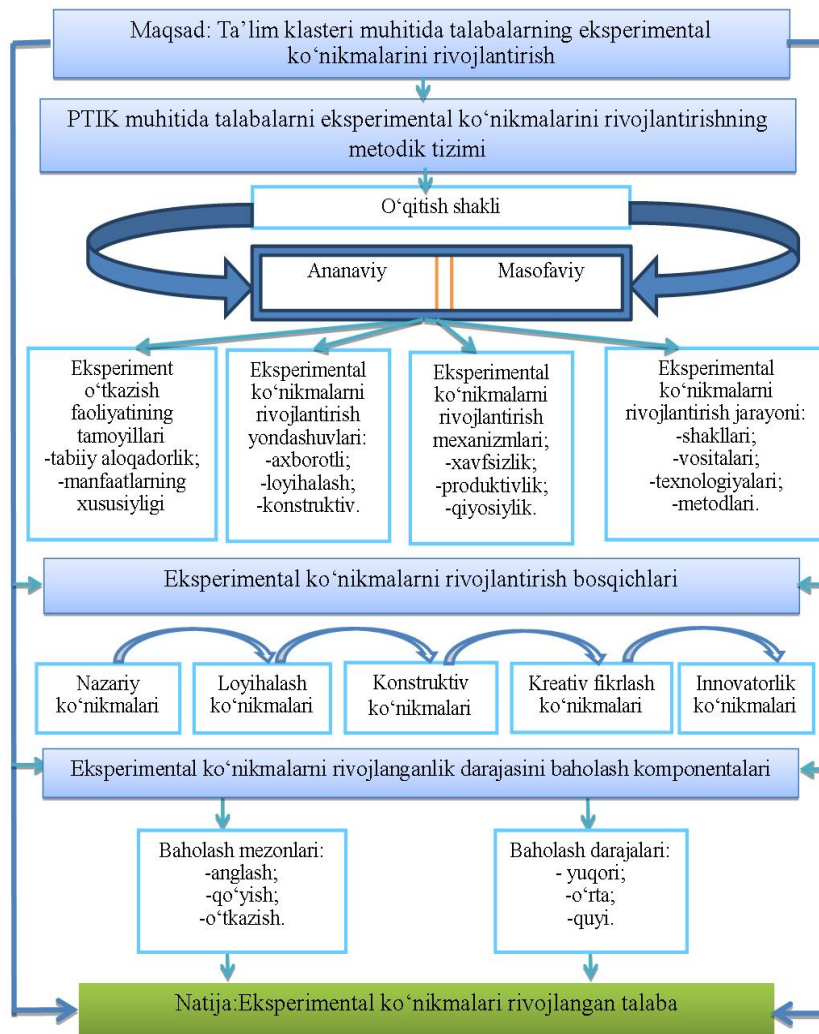 Maqsad: Ta’lim klasteri muhitida talabalarning eksperimental
ko‘nikmalarini rivojlantirish
PTIK muhitida talabalarni eksperimental ko‘nikmalarini rivojlantirishning
metodik tizimi
O‘qitish shakli
Ananaviy
Masofaviy
Eksperiment
o‘tkazish
faoliyatining
tamoyillari
-tabiiy aloqadorlik;
-manfaatlarning
xususiyligi
Eksperimental
ko‘nikmalarni
rivojlantirish
yondashuvlari:
-axborotli;
-loyihalash;
-konstruktiv.
Eksperimental
ko‘nikmalarni
rivojlantirish
mexanizmlari;
-xavfsizlik;
-produktivlik;
-qiyosiylik.
Eksperimental
ko‘nikmalarni
rivojlantirish jarayoni:
-shakllari;
-vositalari;
-texnologiyalari;
-metodlari.
Eksperimental ko‘nikmalarni rivojlantirish bosqichlari
Nazariy
ko‘nikmalari
Loyihalash
ko‘nikmalari
Konstruktiv
ko‘nikmalari
Kreativ fikrlash
ko‘nikmalari
Innovatorlik
ko‘nikmalari
Eksperimental ko‘nikmalarni rivojlanganlik darajasini baholash komponentalari
Baholash mezonlari:
-anglash;
-qo‘yish;
-o‘tkazish.
Baholash darajalari:
- yuqori;
-o‘rta;
-quyi.
Natija:Eksperimental ko‘nikmalari rivojlangan talaba